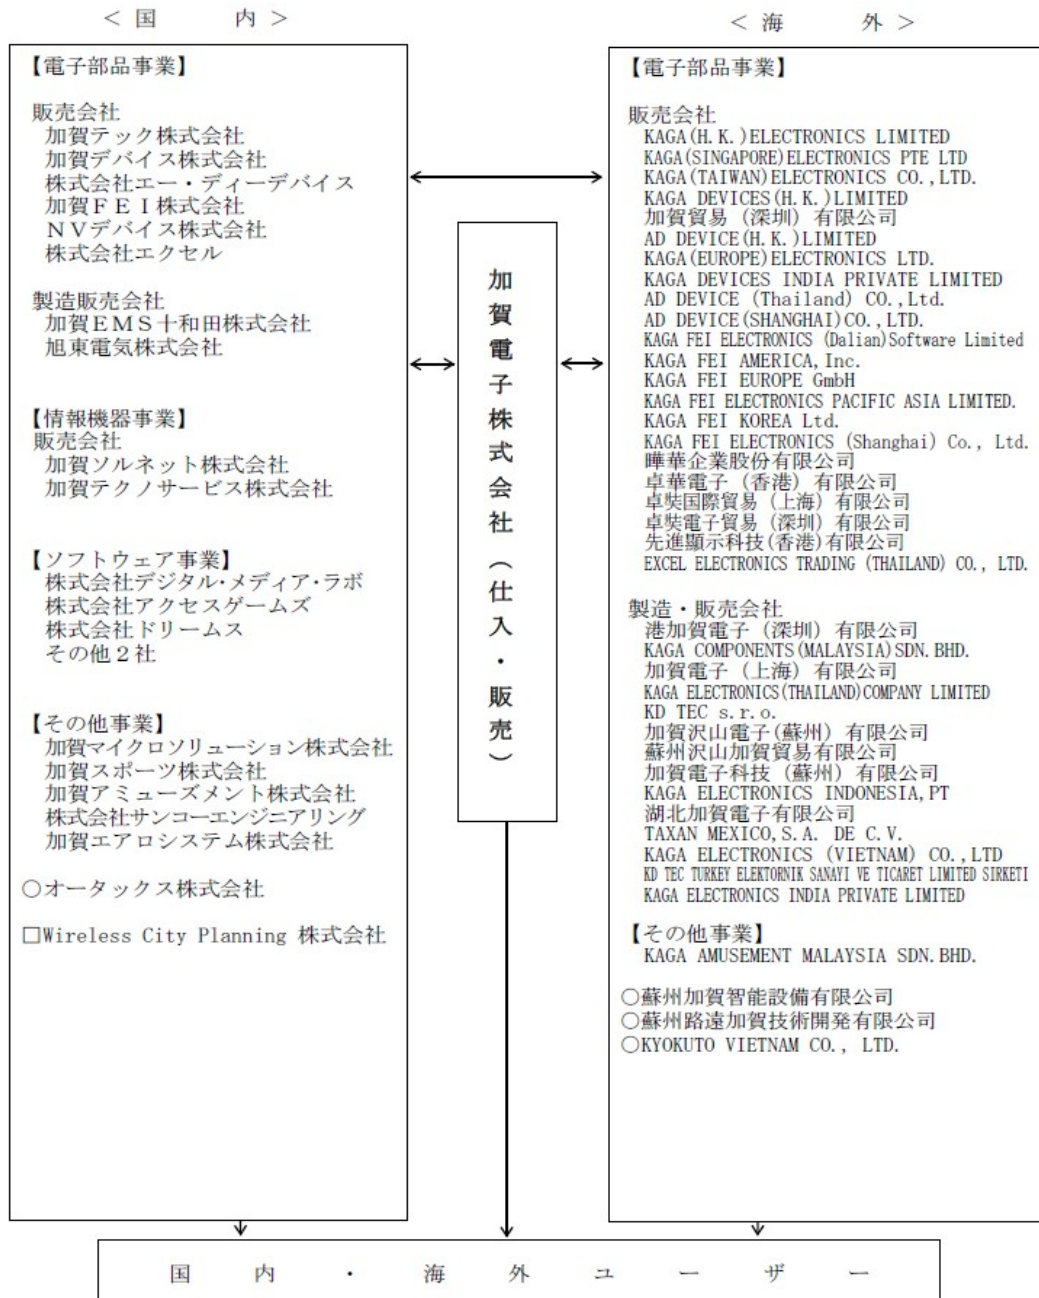 ＜ 国 内 ＞
【電子部品事業】
販売会社
加賀テック株式会社
加賀デバイス株式会社
株式会社エー・ディーデバイス
加賀ＦＥＩ株式会社
ＮＶデバイス株式会社
株式会社エクセル
製造販売会社
加賀ＥＭＳ十和田株式会社
旭東電気株式会社
【情報機器事業】
販売会社
加賀ソルネット株式会社
加賀テクノサービス株式会社
【ソフトウェア事業】
株式会社デジタル・メディア・ラボ
株式会社アクセスゲームズ
株式会社ドリームス
その他２社
【その他事業】
加賀マイクロソリューション株式会社
加賀スポーツ株式会社
加賀アミューズメント株式会社
株式会社サンコーエンジニアリング
加賀エアロシステム株式会社
○オータックス株式会社
□Wireless City Planning 株式会社
加賀電子株式会社（仕入・販売）
＜ 海 外 ＞
【電子部品事業】
販売会社
KAGA(H.K.)ELECTRONICS LIMITED
KAGA(SINGAPORE)ELECTRONICS PTE LTD
KAGA(TAIWAN)ELECTRONICS CO.,LTD.
KAGA DEVICES(H.K.)LIMITED
加賀貿易（深圳）有限公司
AD DEVICE(H.K.)LIMITED
KAGA(EUROPE)ELECTRONICS LTD.
KAGA DEVICES INDIA PRIVATE LIMITED
AD DEVICE (Thailand) CO.,Ltd.
AD DEVICE(SHANGHAI)CO.,LTD.
KAGA FEI ELECTRONICS (Dalian)Software Limited
KAGA FEI AMERICA,Inc.
KAGA FEI EUROPE GmbH
KAGA FEI ELECTRONICS PACIFIC ASIA LIMITED.
KAGA FEI KOREA Ltd.
KAGA FEI ELECTRONICS (Shanghai) Co., Ltd.
曄華企業股份有限公司
卓華電子（香港）有限公司
卓奘国際貿易（上海）有限公司
卓奘電子貿易（深圳）有限公司
先進顯示科技(香港)有限公司
EXCEL ELECTRONICS TRADING (THAILAND) CO., LTD.
製造・販売会社
港加賀電子（深圳）有限公司
KAGA COMPONENTS(MALAYSIA)SDN.BHD.
加賀電子（上海）有限公司
KAGA ELECTRONICS(THAILAND)COMPANY LIMITED
KD TEC s.r.o.
加賀沢山電子(蘇州）有限公司
蘇州沢山加賀貿易有限公司
加賀電子科技（蘇州）有限公司
KAGA ELECTRONICS INDONESIA,PT
湖北加賀電子有限公司
TAXAN MEXICO,S.A. DE C.V.
KAGA ELECTRONICS (VIETNAM) CO.,LTD
KD TEC TURKEY ELEKTORNIK SANAYI VE TICARET LIMITED SIRKETI
KAGA ELECTRONICS INDIA PRIVATE LIMITED
【その他事業】
KAGA AMUSEMENT MALAYSIA SDN.BHD.
○蘇州加賀智能設備有限公司
○蘇州路遠加賀技術開発有限公司
○KYOKUTO VIETNAM CO., LTD.
国 内 ・ 海 外 ユ ー ザ ー